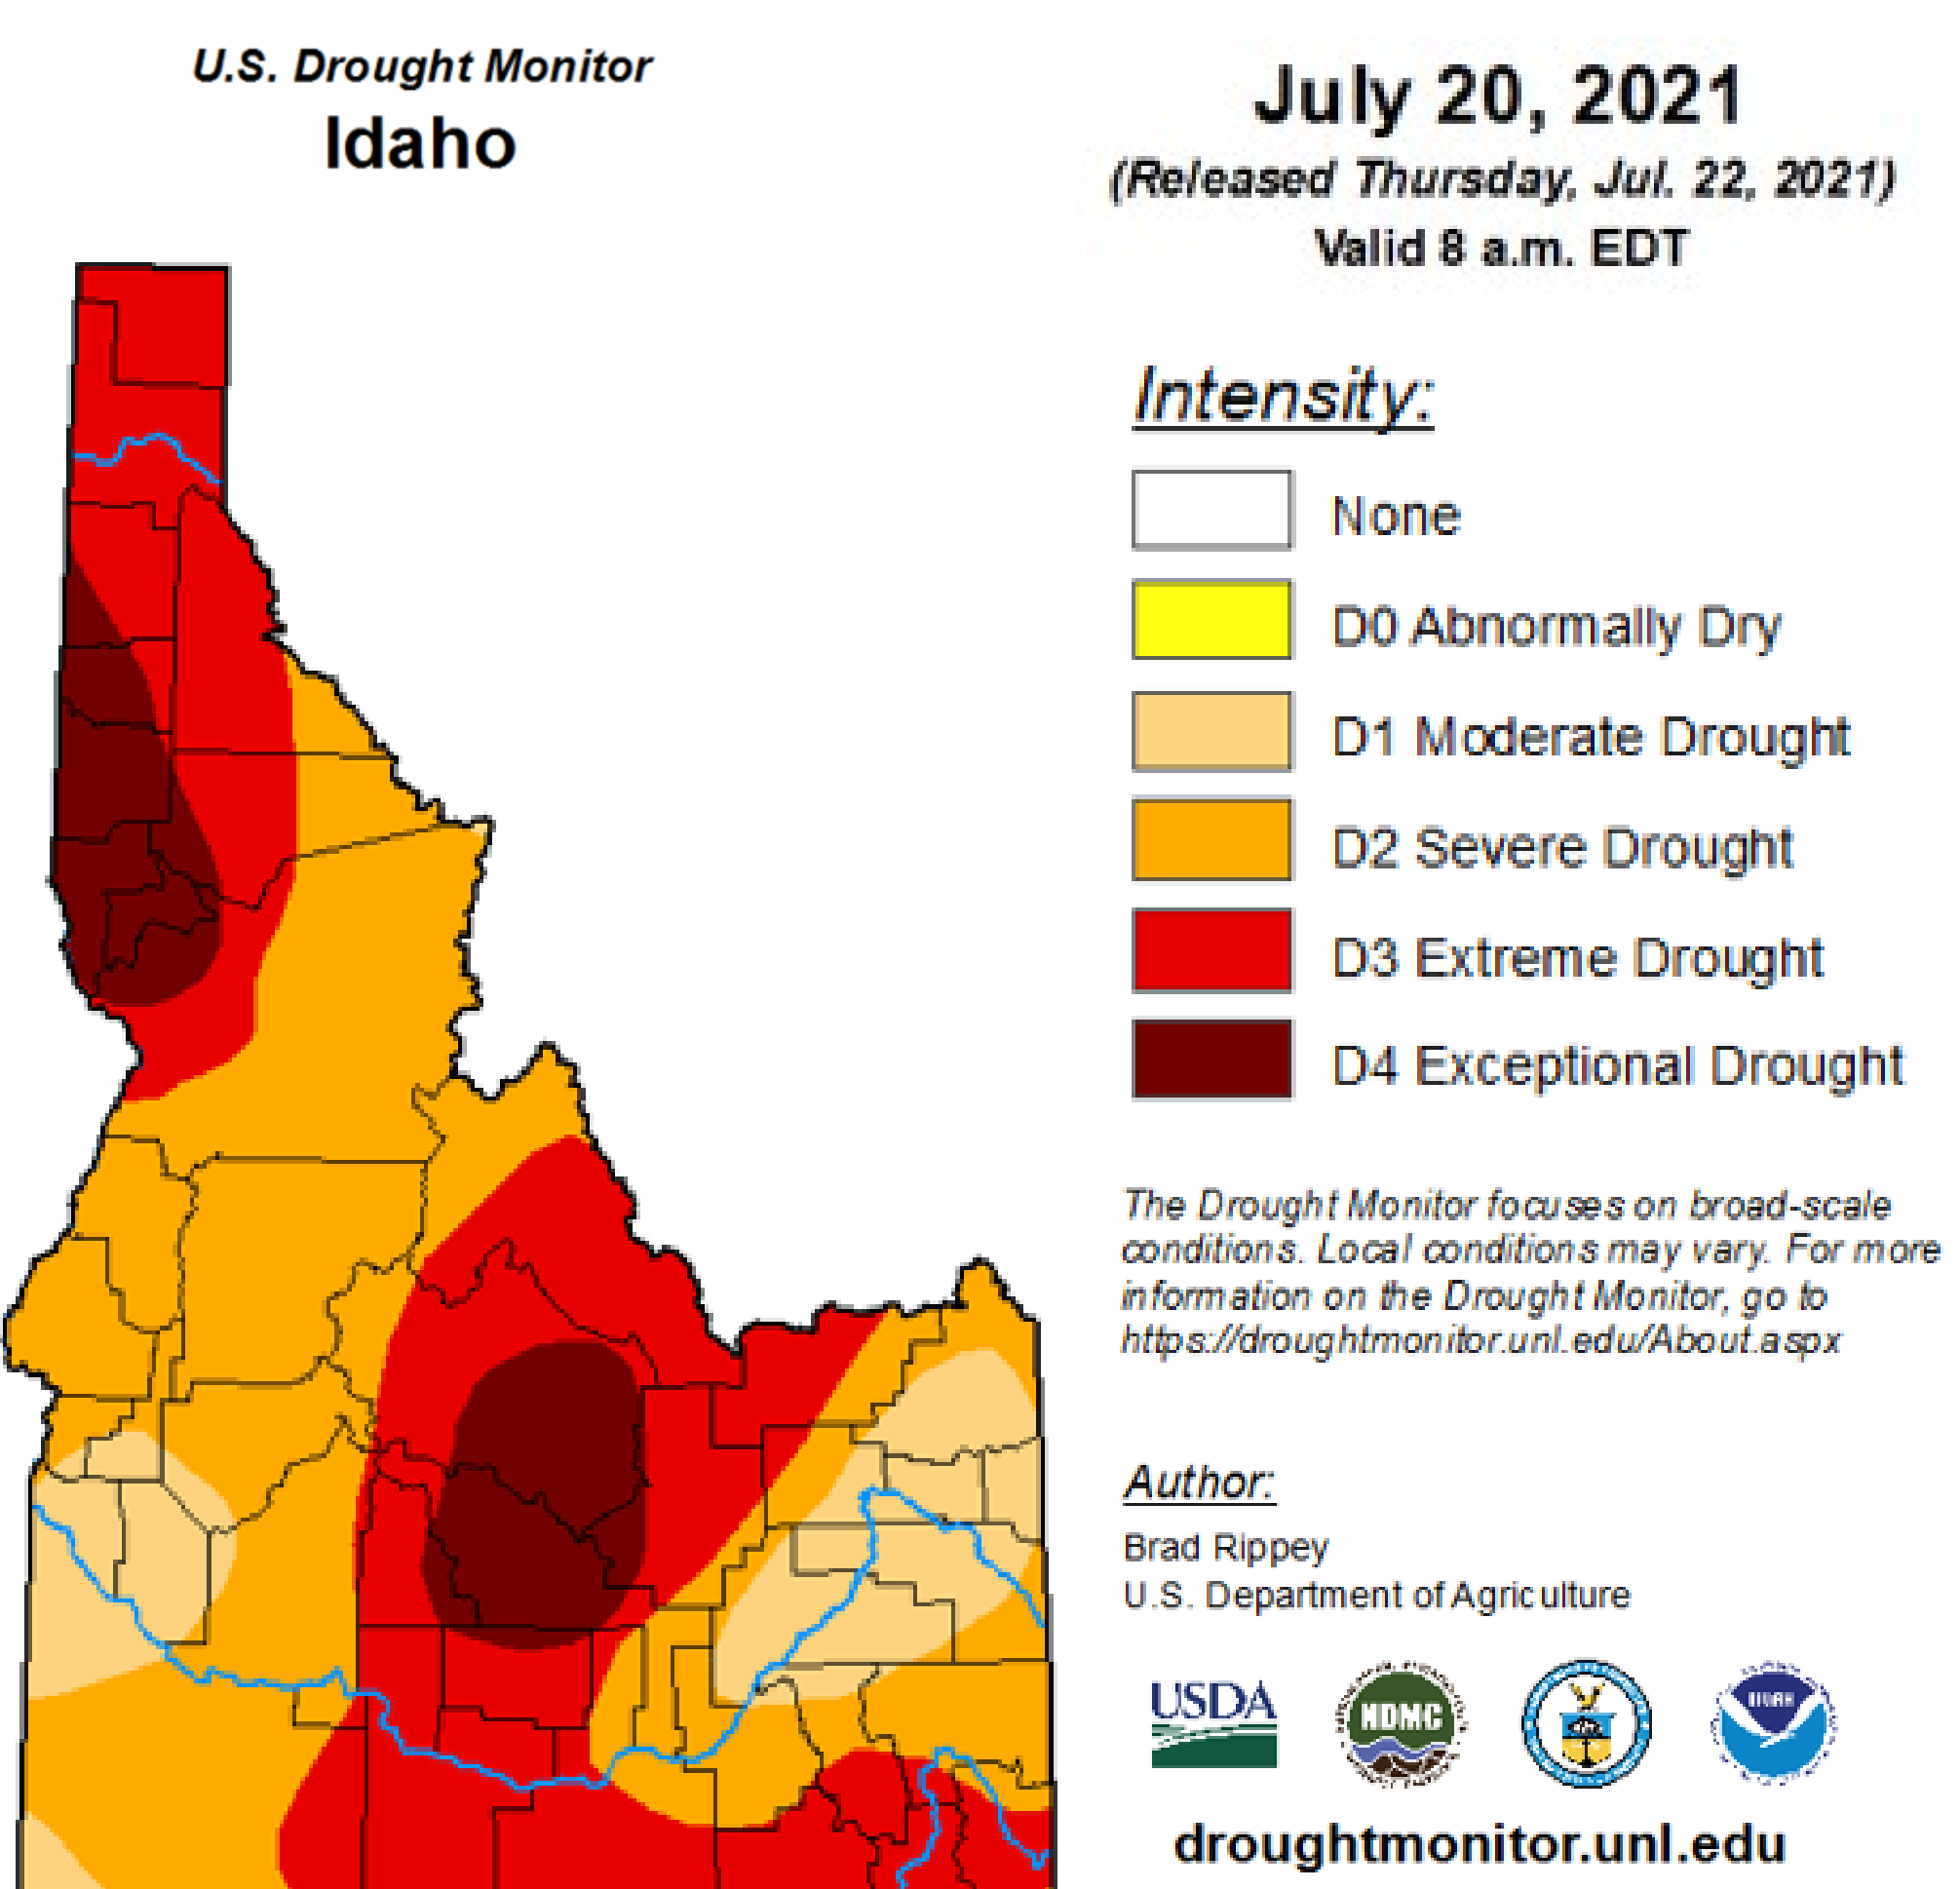 U.S. Drought Monitor
Idaho
July 20, 2021
(Released Thursday, Jul. 22, 2021)
Valid 8 a.m. EDT
Intensity:
None
D0 Abnormally Dry
D1 Moderate Drought
D2 Severe Drought
D3 Extreme Drought
D4 Exceptional Drought
The Drought Monitor focuses on broad-scale
conditions. Local conditions may vary. For more
information on the Drought Monitor, go to
https://droughtmonitor.unl.edu/About.aspx
Author:
Brad Rippey
U.S. Department of Agriculture
USDA
NDMC
droughtmonitor.unl.edu